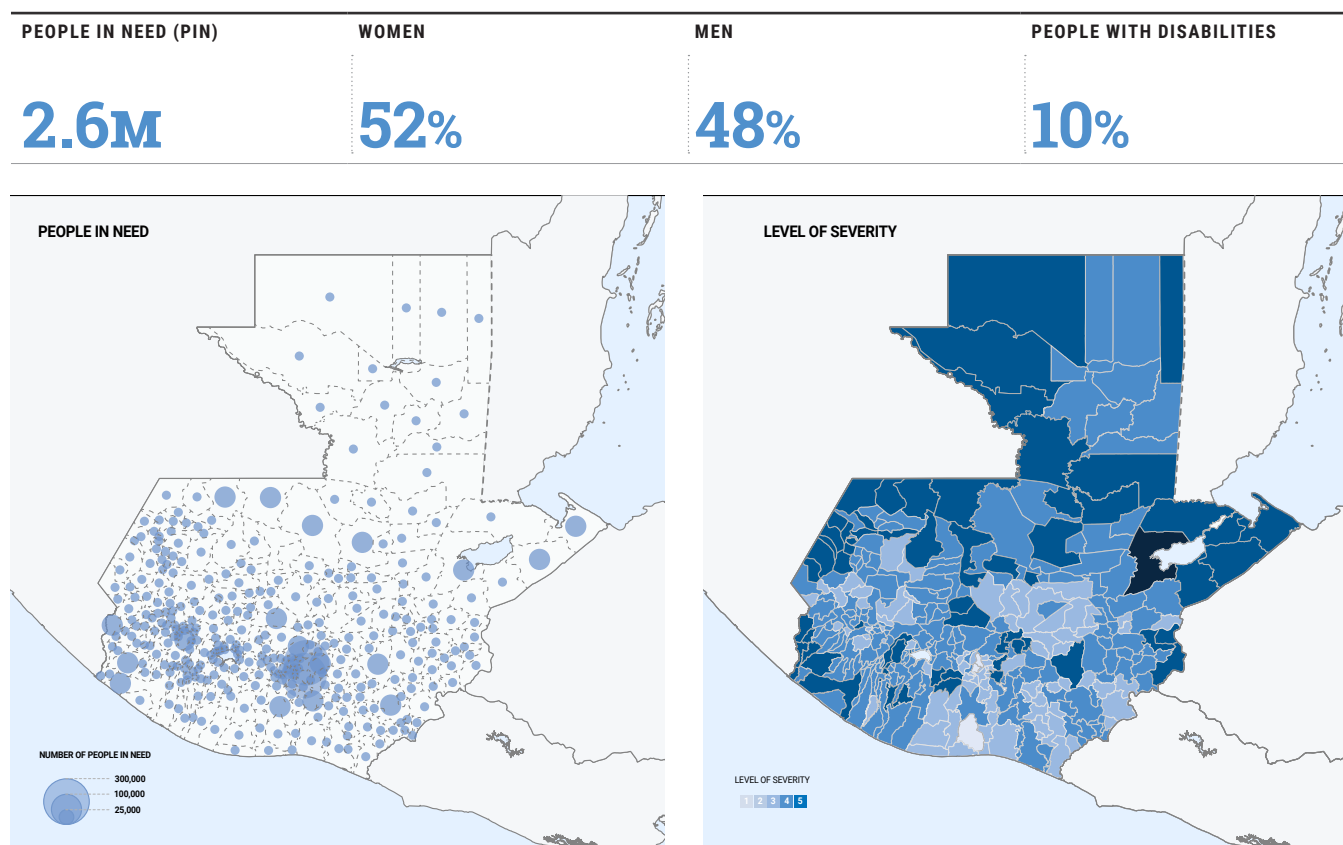 PEOPLE IN NEED (PIN)
WOMEN
MEN
PEOPLE WITH DISABILITIES
2.6M
52%
48%
10%
PEOPLE IN NEED
LEVEL OF SEVERITY
NUMBER OF PEOPLE IN NEED
300,000
100,000
25,000
LEVEL OF SEVERITY
1 2 3 4 5